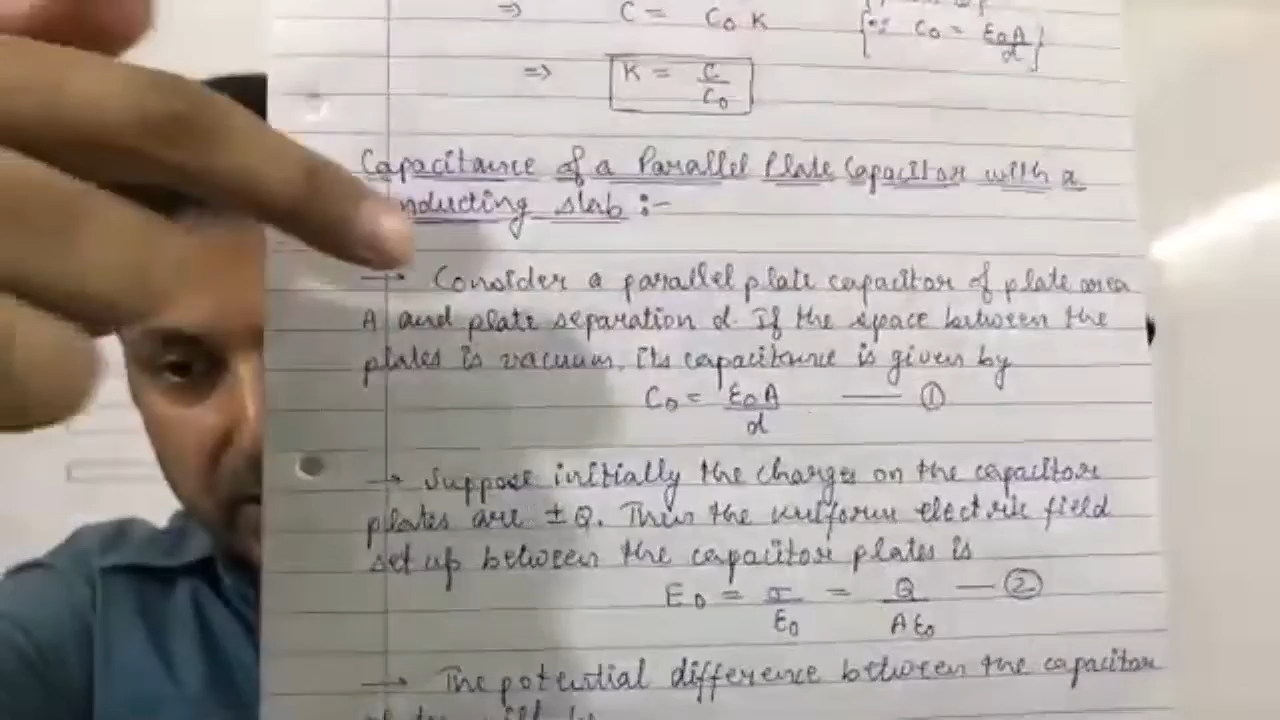 ⇒ C = C₀ K {∵ C₀ = ε₀A/d}
⇒ K = C/C₀
Capacitance of a Parallel Plate Capacitor with a
nducting slab :-
→ Consider a parallel plate capacitor of plate area
A and plate separation d. If the space between the
plates is vacuum, its capacitance is given by
C₀ = ε₀A/d —— ①
→ Suppose initially the charges on the capacitor
plates are ± Q. Then the uniform electric field
set up between the capacitor plates is
E₀ = σ/ε₀ = Q/Aε₀ — ②
→ The potential difference between the capacitor